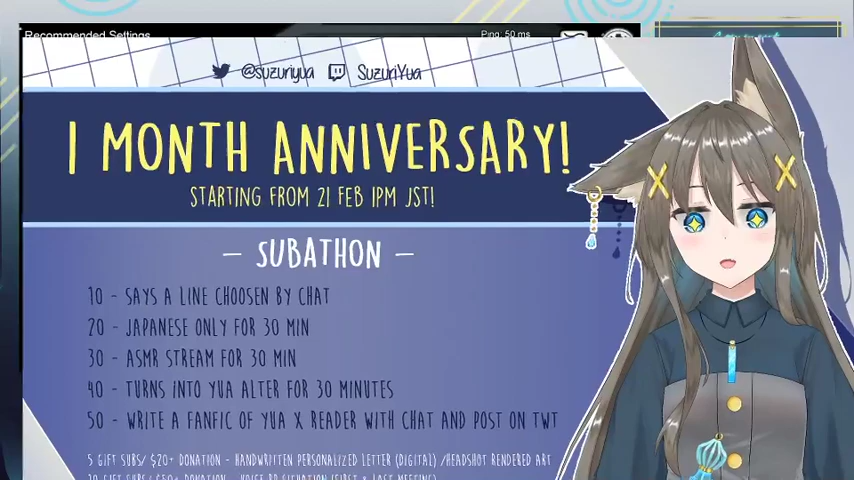 Recommended Settings
Ping: 50 ms
@suzuriyua SuzuriYua
1 MONTH ANNIVERSARY!
STARTING FROM 21 FEB 1PM JST!
- SUBATHON -
10 - SAYS A LINE CHOOSEN BY CHAT
20 - JAPANESE ONLY FOR 30 MIN
30 - ASMR STREAM FOR 30 MIN
40 - TURNS INTO YUA ALTER FOR 30 MINUTES
50 - WRITE A FANFIC OF YUA X READER WITH CHAT AND POST ON TWT
5 GIFT SUBS/ $20+ DONATION - HANDWRITTEN PERSONALIZED LETTER (DIGITAL) /HEADSHOT RENDERED ART